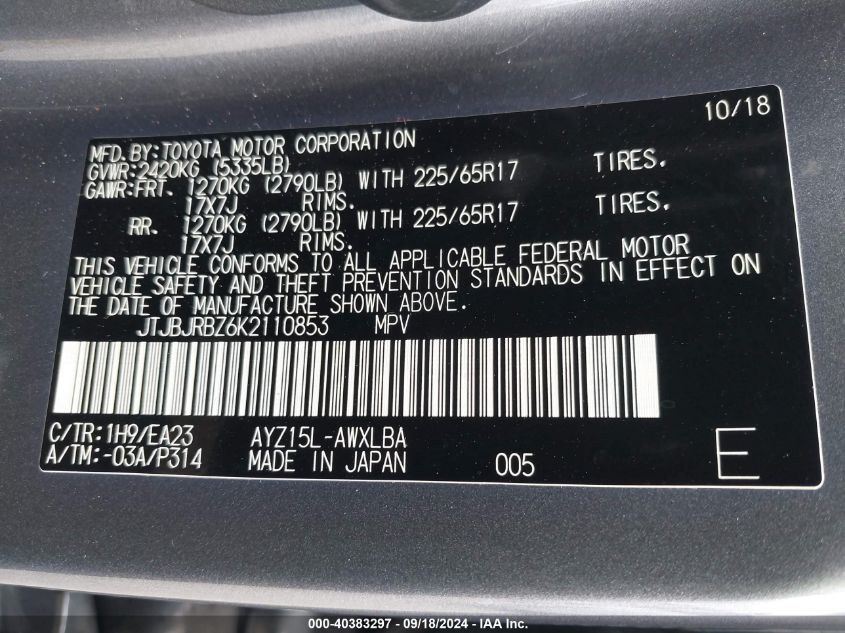 10/18
MFD. BY: TOYOTA MOTOR CORPORATION
GVWR: 2420KG (5335LB)
GAWR: FRT. 1270KG (2790LB) WITH 225/65R17 TIRES.
17X7J RIMS.
RR. 1270KG (2790LB) WITH 225/65R17 TIRES.
17X7J RIMS.
THIS VEHICLE CONFORMS TO ALL APPLICABLE FEDERAL MOTOR
VEHICLE SAFETY AND THEFT PREVENTION STANDARDS IN EFFECT ON
THE DATE OF MANUFACTURE SHOWN ABOVE.
JTJBJRBZ6K2110853 MPV
C/TR: 1H9/EA23 AYZ15L-AWXLBA
A/TM: -03A/P314 MADE IN JAPAN 005 E
000-40383297 - 09/18/2024 - IAA Inc.